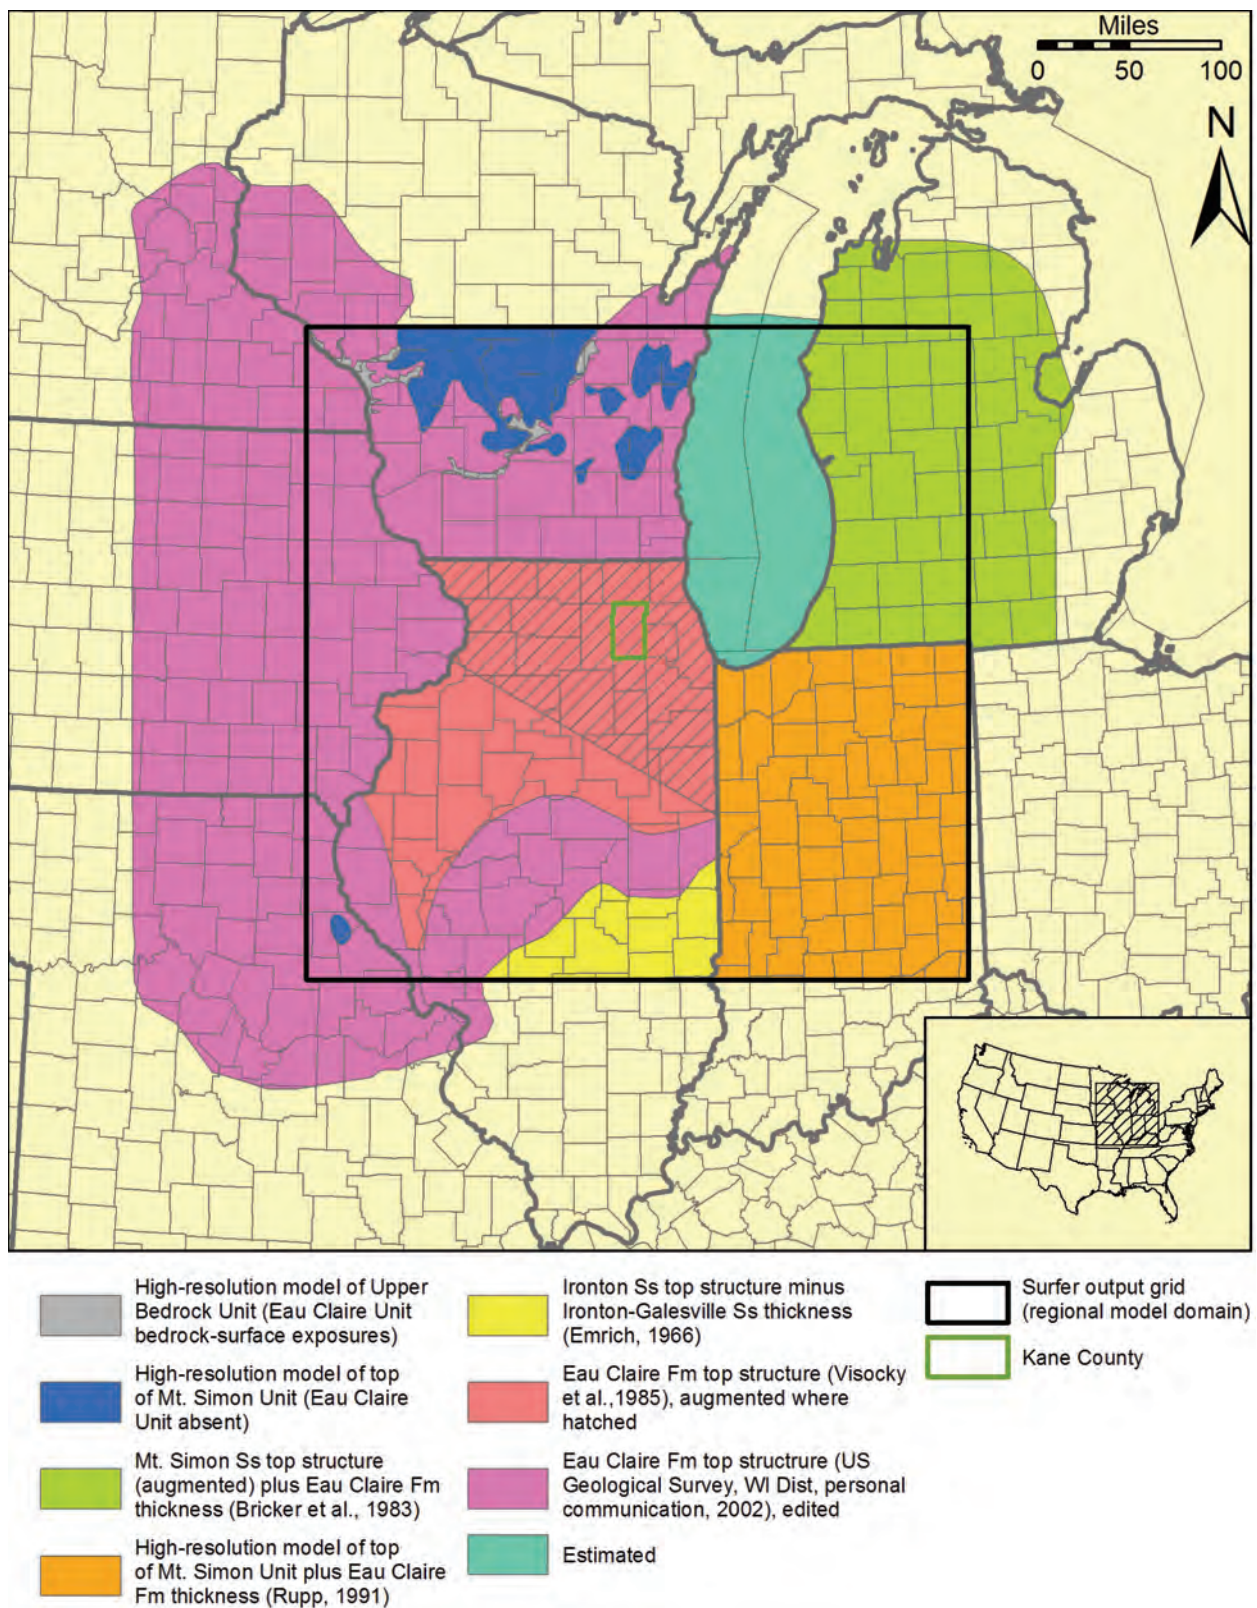 Miles
0 50 100
N
High-resolution model of Upper
Bedrock Unit (Eau Claire Unit
bedrock-surface exposures)
High-resolution model of top
of Mt. Simon Unit (Eau Claire
Unit absent)
Mt. Simon Ss top structure
(augmented) plus Eau Claire Fm
thickness (Bricker et al., 1983)
High-resolution model of top
of Mt. Simon Unit plus Eau Claire
Fm thickness (Rupp, 1991)
Ironton Ss top structure minus
Ironton-Galesville Ss thickness
(Emrich, 1966)
Eau Claire Fm top structure (Visocky
et al.,1985), augmented where
hatched
Eau Claire Fm top structrure (US
Geological Survey, WI Dist, personal
communication, 2002), edited
Estimated
Surfer output grid
(regional model domain)
Kane County